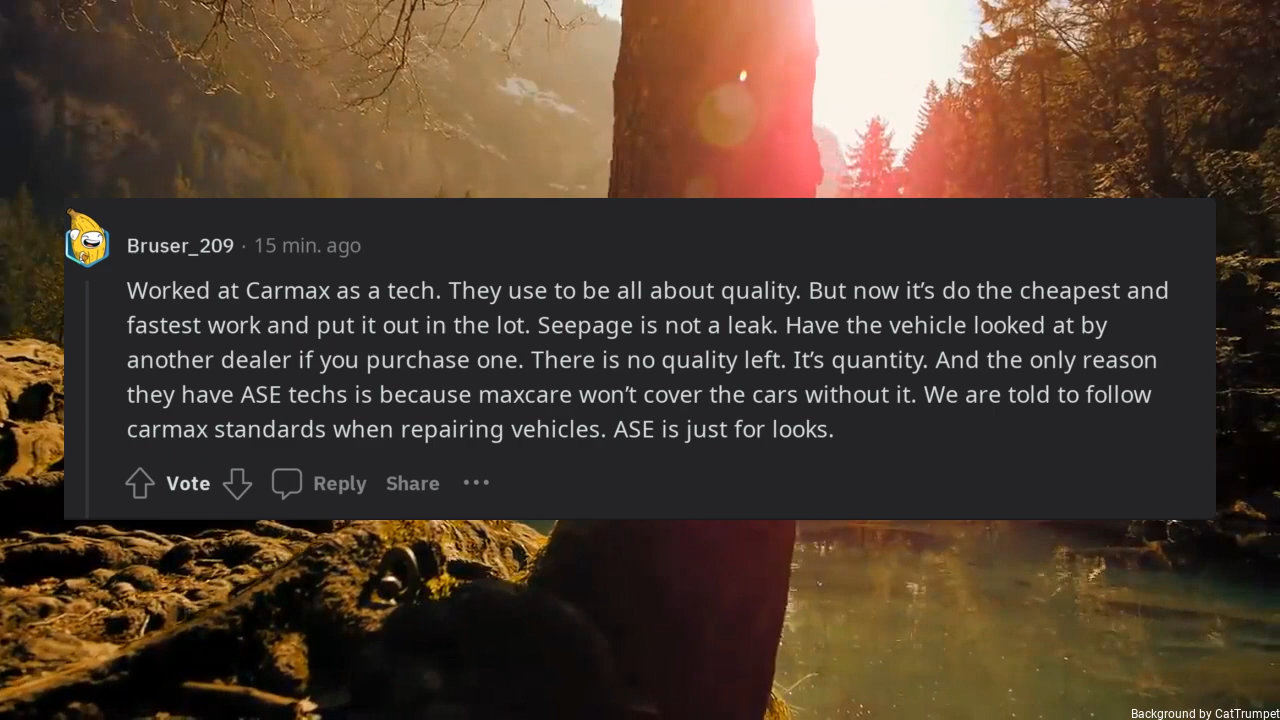 Bruser_209 · 15 min. ago
Worked at Carmax as a tech. They use to be all about quality. But now it’s do the cheapest and
fastest work and put it out in the lot. Seepage is not a leak. Have the vehicle looked at by
another dealer if you purchase one. There is no quality left. It’s quantity. And the only reason
they have ASE techs is because maxcare won’t cover the cars without it. We are told to follow
carmax standards when repairing vehicles. ASE is just for looks.
Vote Reply Share ···
Background by CatTrumpet